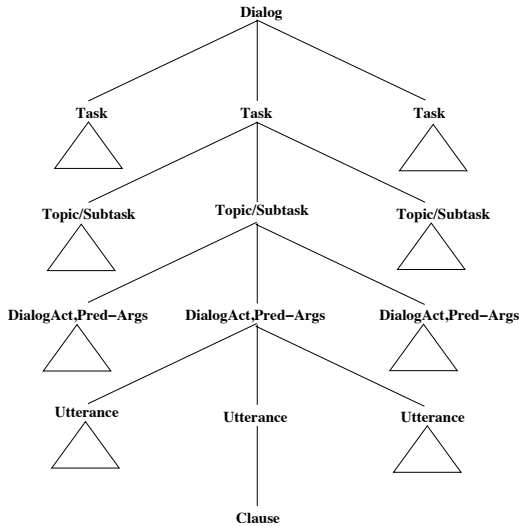 Dialog
Task Task Task
Topic/Subtask Topic/Subtask Topic/Subtask
DialogAct,Pred−Args DialogAct,Pred−Args DialogAct,Pred−Args
Utterance Utterance Utterance
Clause